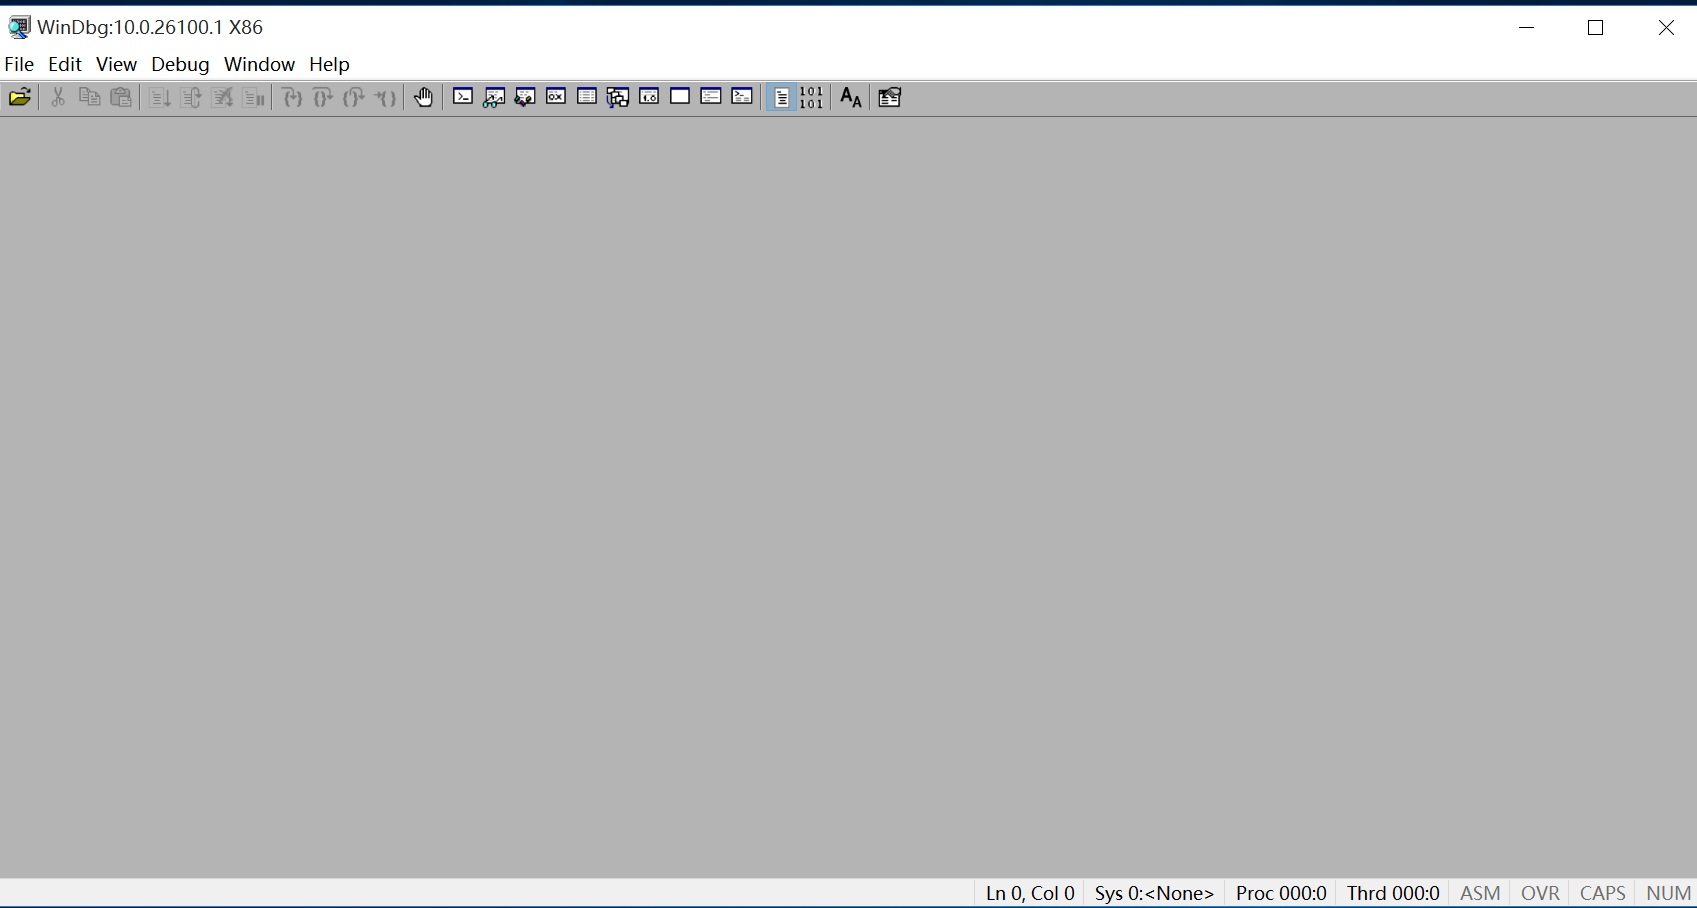 WinDbg:10.0.26100.1 X86
File Edit View Debug Window Help
101
101
AA
Ln 0, Col 0 Sys 0:<None> Proc 000:0 Thrd 000:0 ASM OVR CAPS NUM